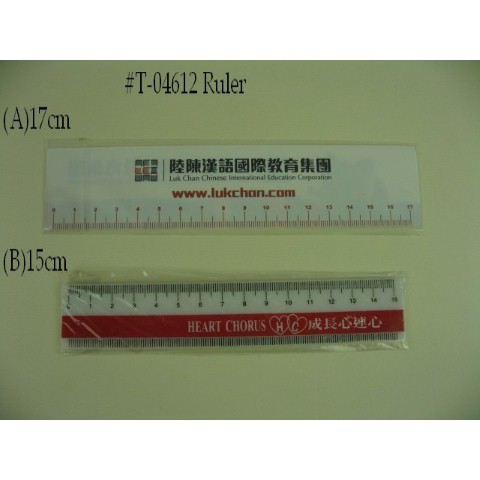 #T-04612 Ruler
(A)17cm
陸陳漢語國際教育集團
Luk Chan Chinese International Education Corporation
www.lukchan.com
0 1 2 3 4 5 6 7 8 9 10 11 12 13 14 15 16 17
(B)15cm
0 1 2 3 4 5 6 7 8 9 10 11 12 13 14 15
HEART CHORUS H C 成長心連心